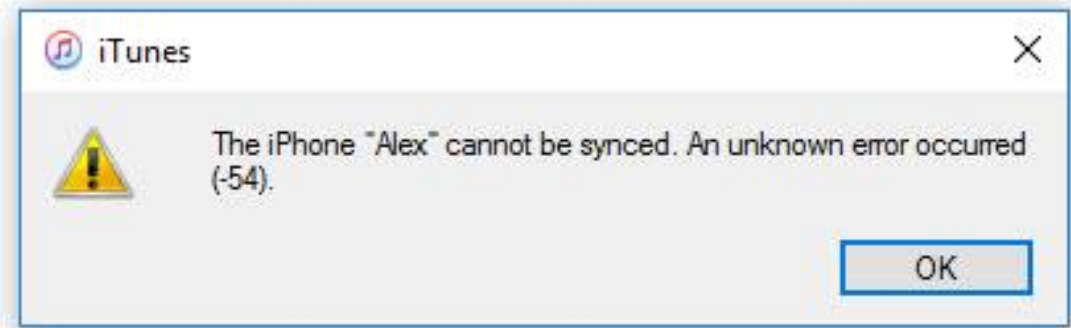 iTunes
The iPhone "Alex" cannot be synced. An unknown error occurred
(-54).
OK